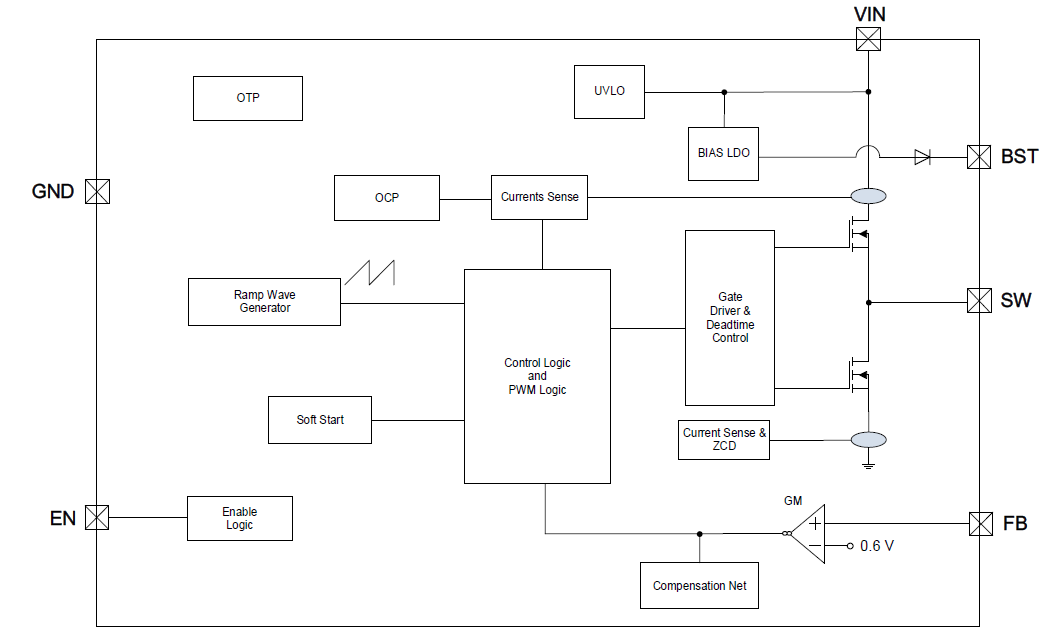 VIN
OTP
UVLO
BIAS LDO
BST
GND
OCP
Currents Sense
Ramp Wave
Generator
Gate
Driver &
Deadtime
Control
SW
Control Logic
and
PWM Logic
Soft Start
Current Sense &
ZCD
EN
Enable
Logic
GM
+
FB
−
0.6 V
Compensation Net